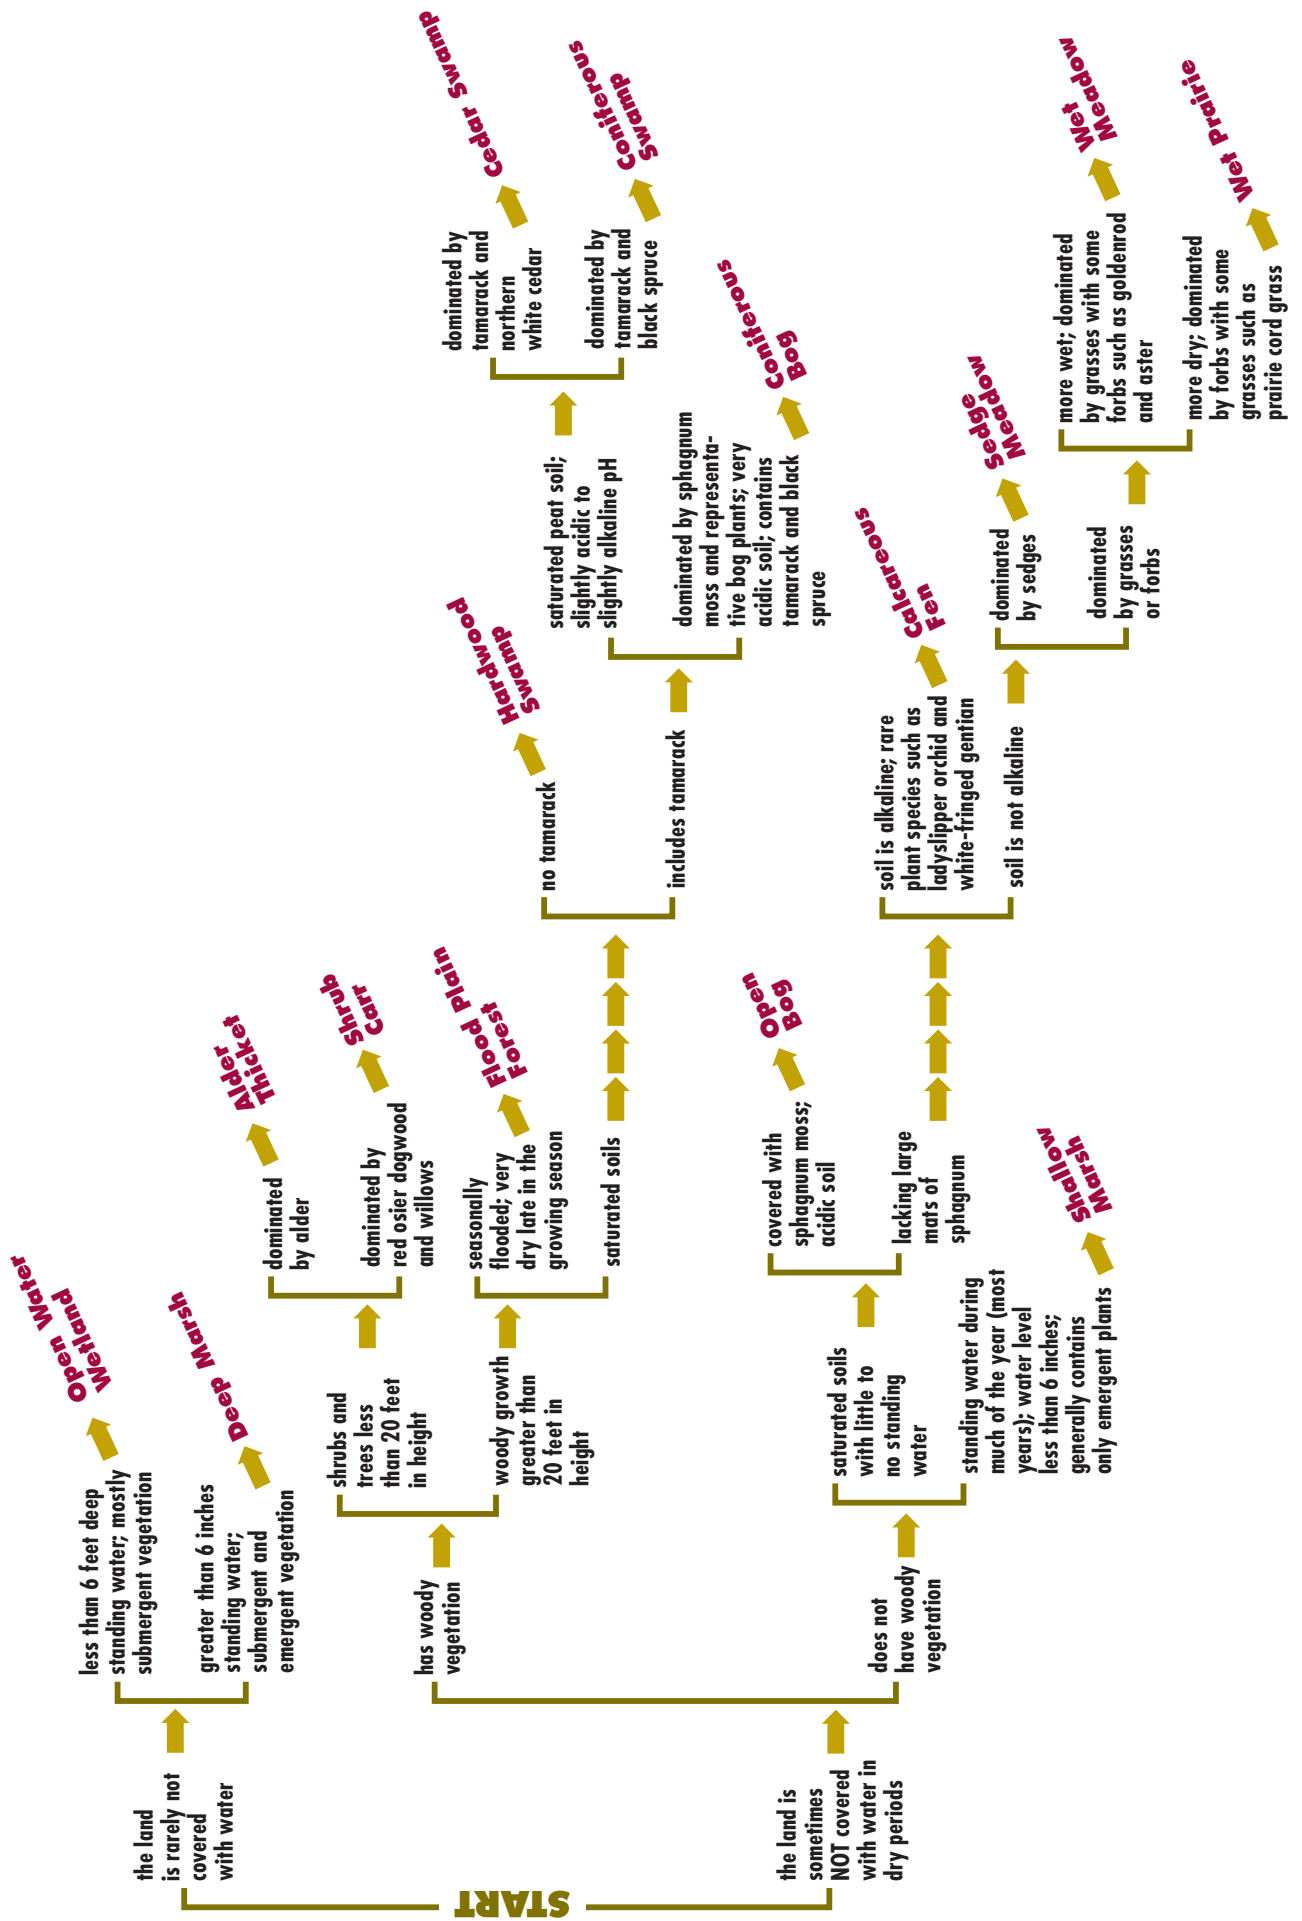 START
the land
is rarely not
covered
with water
less than 6 feet deep
standing water; mostly
submergent vegetation
Open Water
Wetland
greater than 6 inches
standing water;
submergent and
emergent vegetation
Deep Marsh
the land is
sometimes
NOT covered
with water in
dry periods
has woody
vegetation
shrubs and
trees less
than 20 feet
in height
dominated
by alder
Alder
Thicket
dominated by
red osier dogwood
and willows
Shrub
Carr
woody growth
greater than
20 feet in
height
seasonally
flooded; very
dry late in the
growing season
Flood Plain
Forest
saturated soils
no tamarack
Hardwood
Swamp
includes tamarack
saturated peat soil;
slightly acidic to
slightly alkaline pH
dominated by
tamarack and
northern
white cedar
Cedar Swamp
dominated by
tamarack and
black spruce
Coniferous
Swamp
dominated by sphagnum
moss and representa-
tive bog plants; very
acidic soil; contains
tamarack and black
spruce
Coniferous
Bog
does not
have woody
vegetation
saturated soils
with little to
no standing
water
covered with
sphagnum moss;
acidic soil
Open
Bog
lacking large
mats of
sphagnum
soil is alkaline; rare
plant species such as
ladyslipper orchid and
white-fringed gentian
Calcareous
Fen
soil is not alkaline
dominated
by sedges
Sedge
Meadow
dominated
by grasses
or forbs
more wet; dominated
by grasses with some
forbs such as goldenrod
and aster
Wet
Meadow
more dry; dominated
by forbs with some
grasses such as
prairie cord grass
Wet Prairie
standing water during
much of the year (most
years); water level
less than 6 inches;
generally contains
only emergent plants
Shallow
Marsh